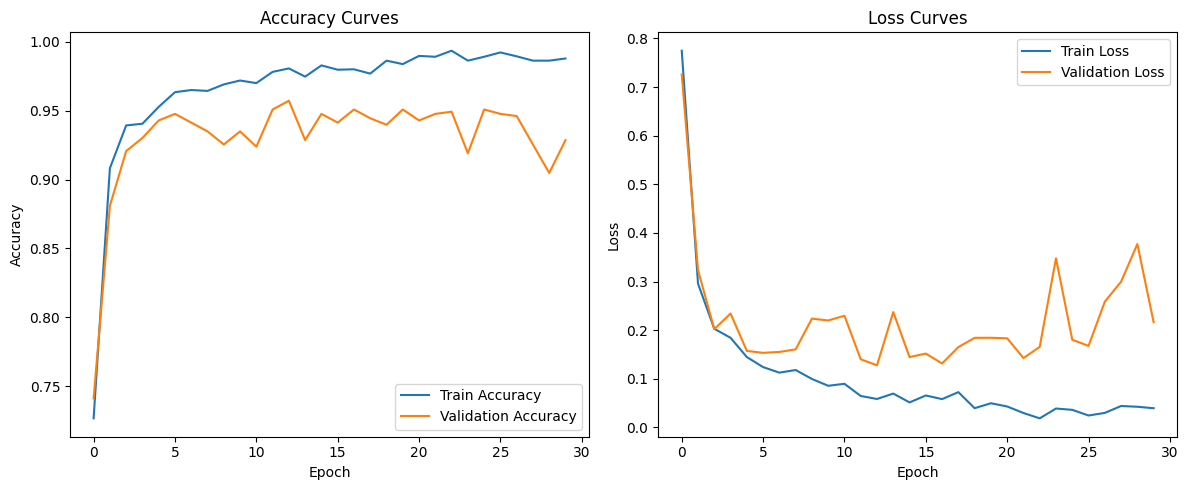 Accuracy Curves
Accuracy
1.00
0.95
0.90
0.85
0.80
0.75
0
5
10
15
20
25
30
Epoch
Train Accuracy
Validation Accuracy
Loss Curves
Loss
0.8
0.7
0.6
0.5
0.4
0.3
0.2
0.1
0.0
0
5
10
15
20
25
30
Epoch
Train Loss
Validation Loss